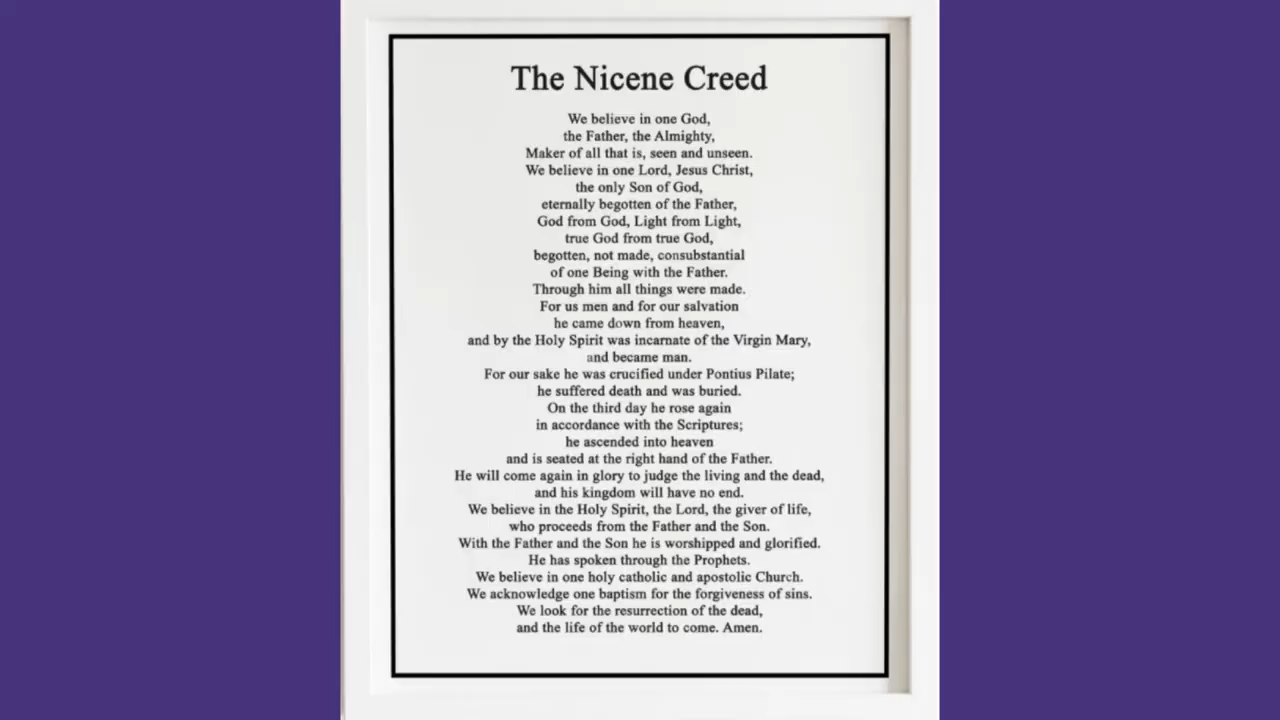 The Nicene Creed
We believe in one God,
the Father, the Almighty,
Maker of all that is, seen and unseen.
We believe in one Lord, Jesus Christ,
the only Son of God,
eternally begotten of the Father,
God from God, Light from Light,
true God from true God,
begotten, not made, consubstantial
of one Being with the Father.
Through him all things were made.
For us men and for our salvation
he came down from heaven,
and by the Holy Spirit was incarnate of the Virgin Mary,
and became man.
For our sake he was crucified under Pontius Pilate;
he suffered death and was buried.
On the third day he rose again
in accordance with the Scriptures;
he ascended into heaven
and is seated at the right hand of the Father.
He will come again in glory to judge the living and the dead,
and his kingdom will have no end.
We believe in the Holy Spirit, the Lord, the giver of life,
who proceeds from the Father and the Son.
With the Father and the Son he is worshipped and glorified.
He has spoken through the Prophets.
We believe in one holy catholic and apostolic Church.
We acknowledge one baptism for the forgiveness of sins.
We look for the resurrection of the dead,
and the life of the world to come. Amen.